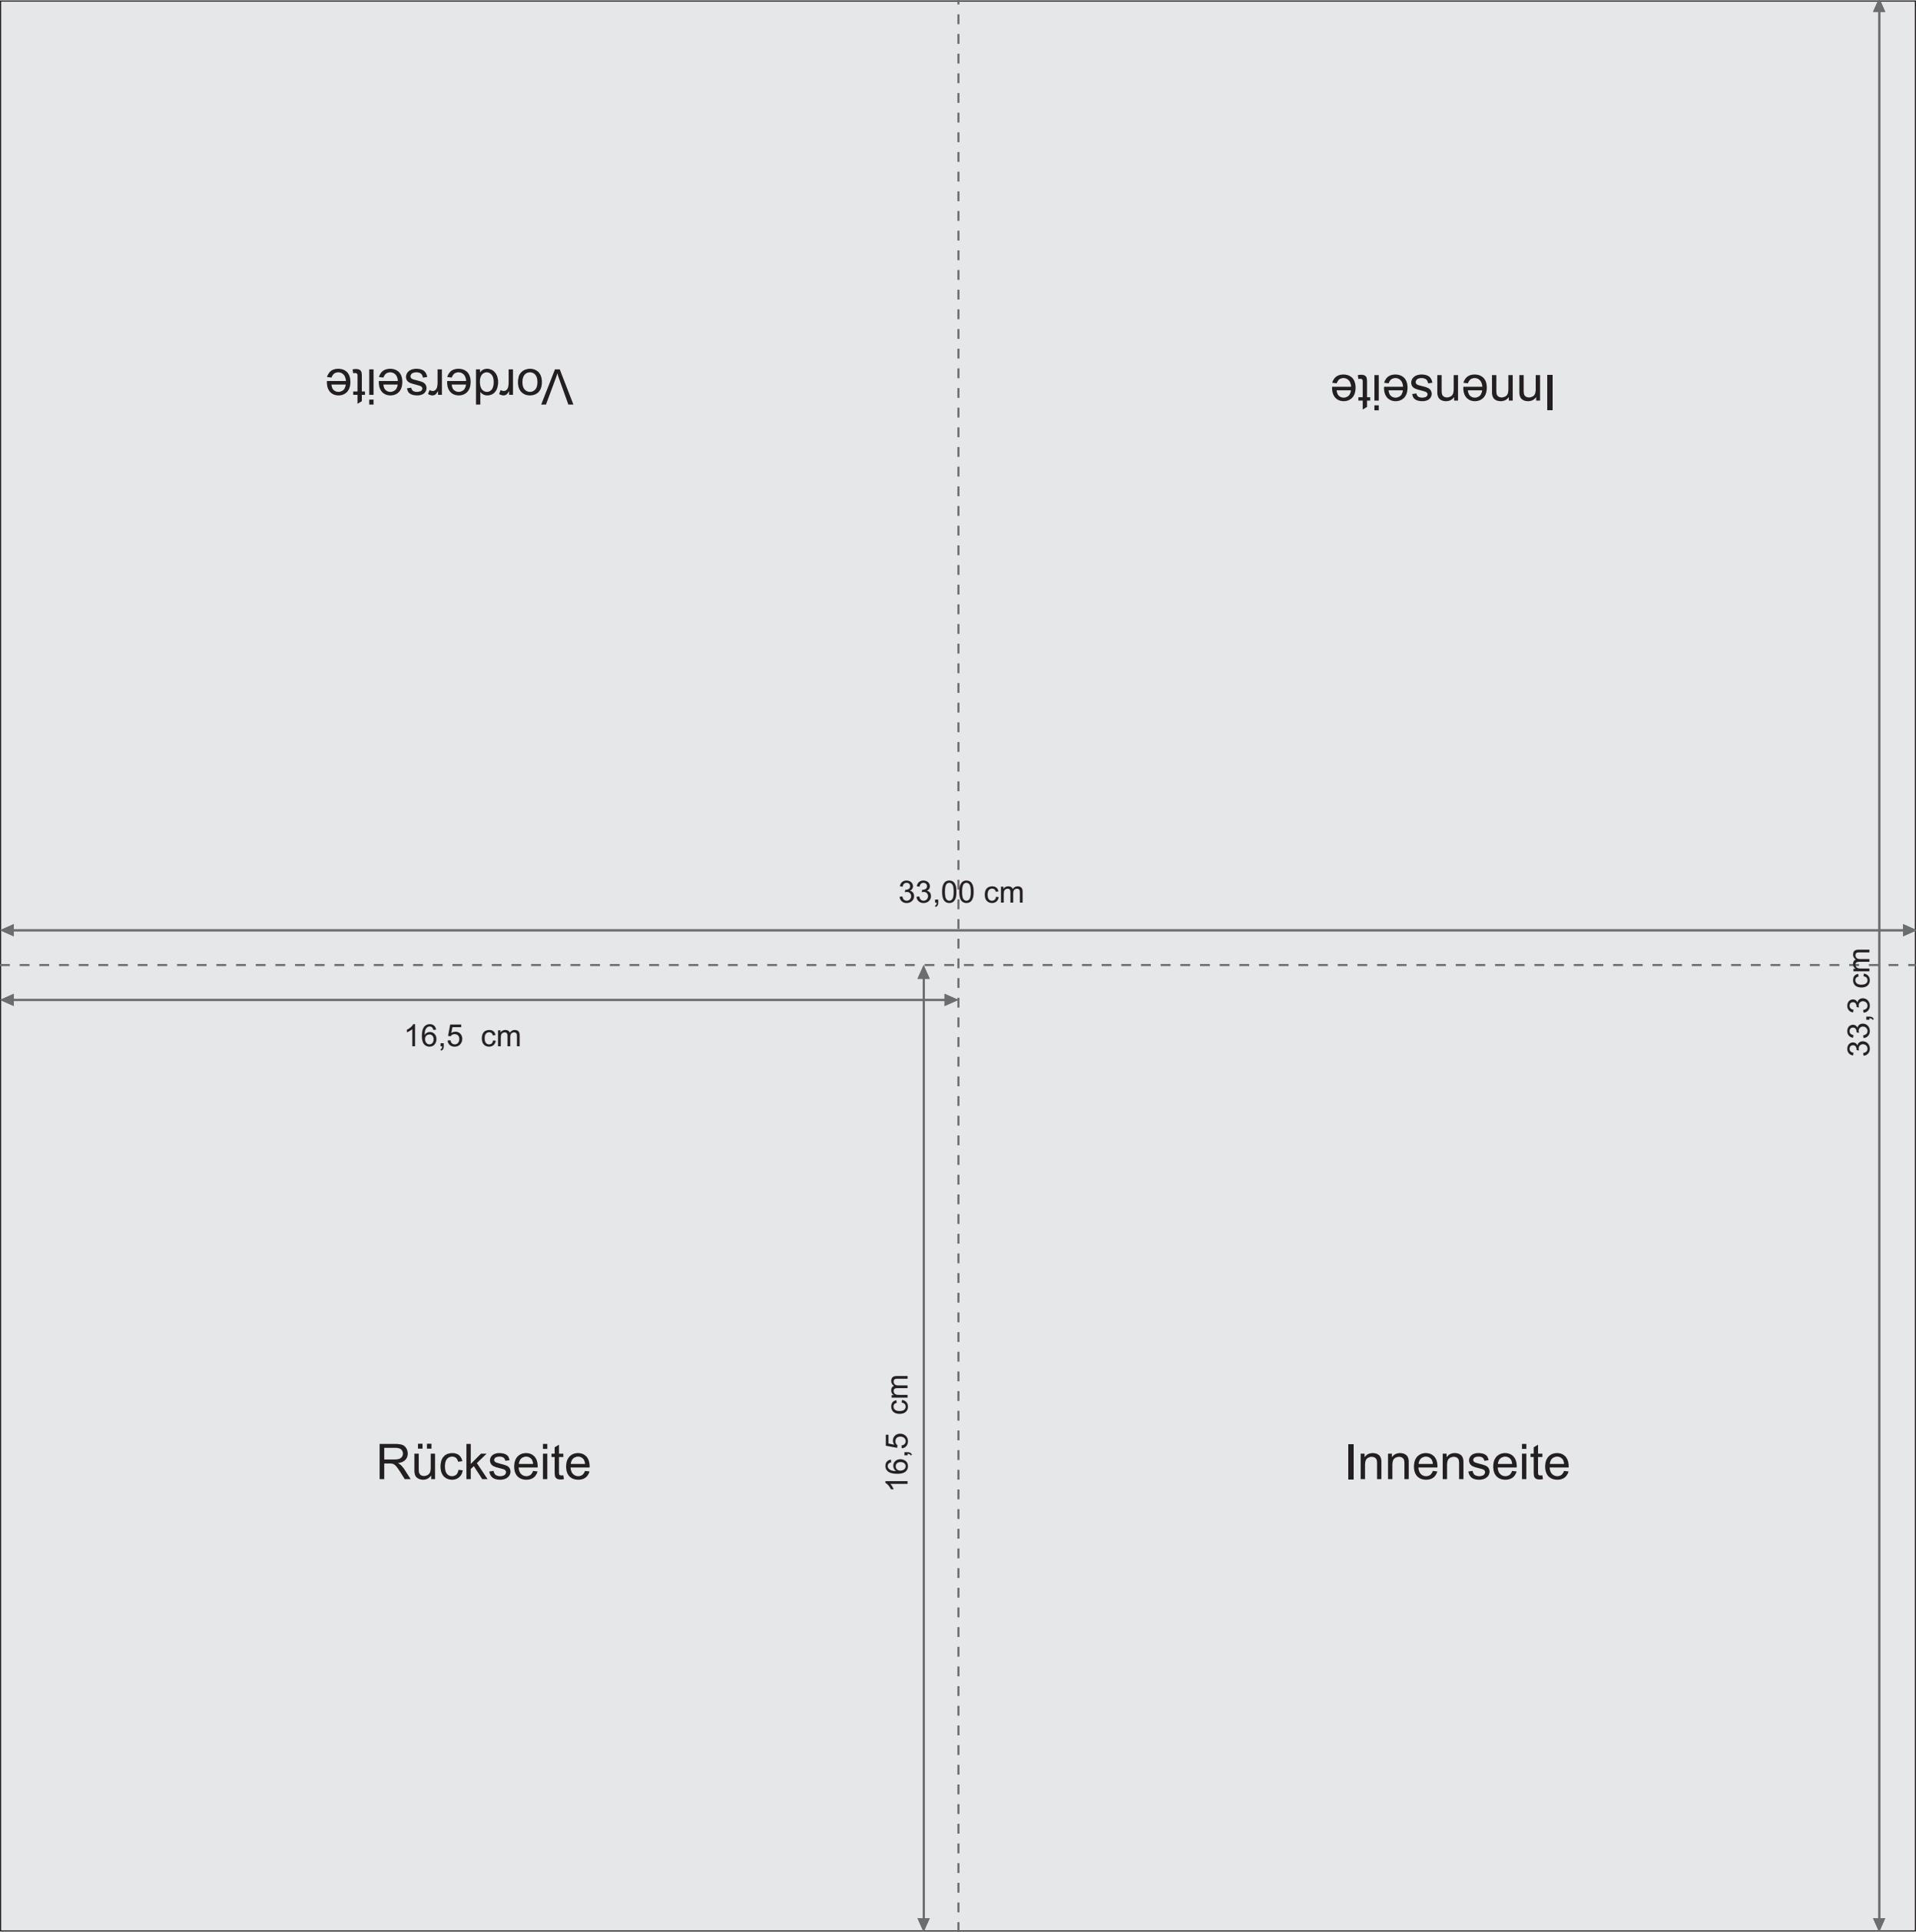 Vorderseite
Innenseite
33,00 cm
33,3 cm
16,5 cm
16,5 cm
Rückseite
Innenseite